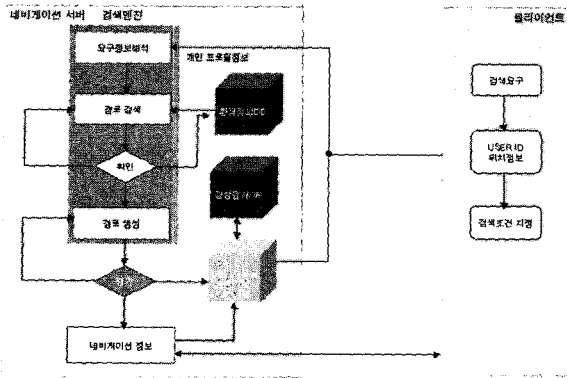 네비게이션 서버
검색엔진
클라이언트
요구정보분석
개인 프로필정보
검색요구
경로 검색
확인
USER ID
위치정보
경로 생성
검색조건 지정
네비게이션 정보